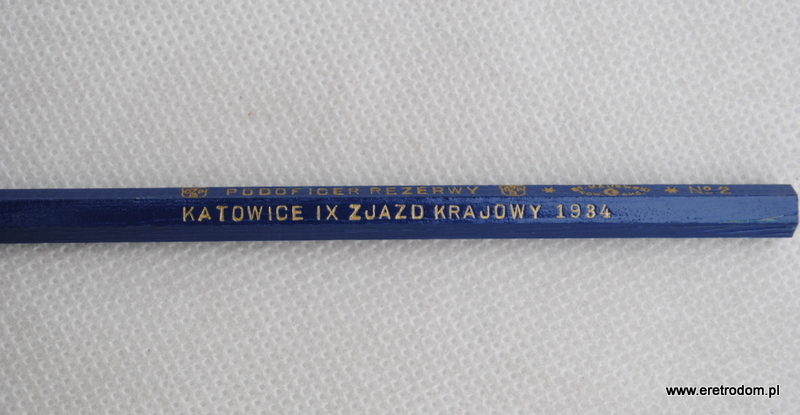 PODOFICER REZERWY № 2
KATOWICE IX ZJAZD KRAJOWY 1934
www.eretrodom.pl